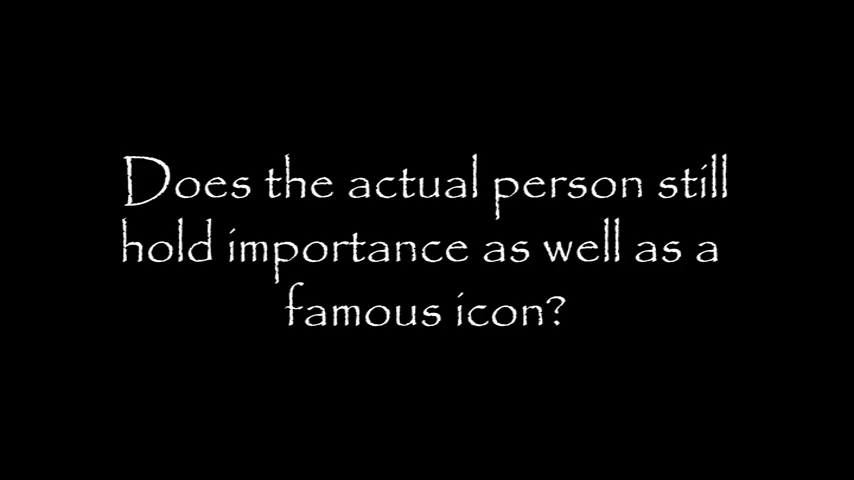 Does the actual person still
hold importance as well as a
famous icon?